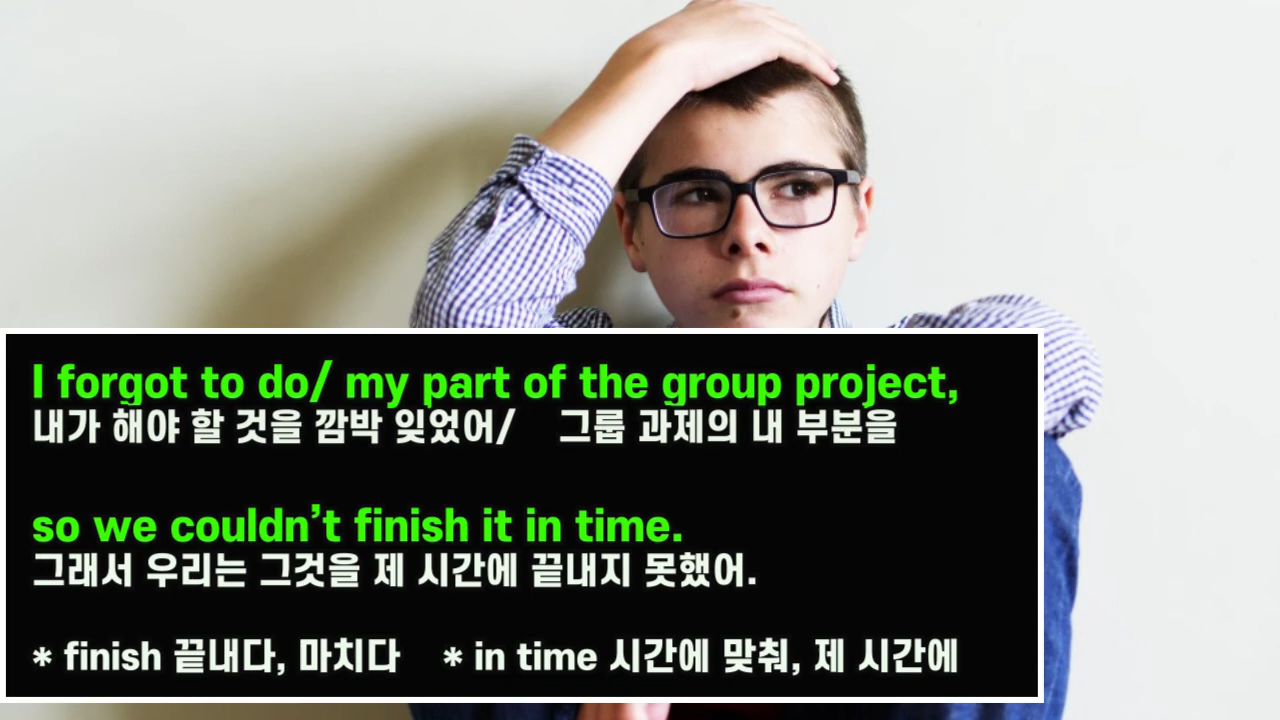 I forgot to do/ my part of the group project,
내가 해야 할 것을 깜박 잊었어/ 그룹 과제의 내 부분을
so we couldn’t finish it in time.
그래서 우리는 그것을 제 시간에 끝내지 못했어.
* finish 끝내다, 마치다 * in time 시간에 맞춰, 제 시간에